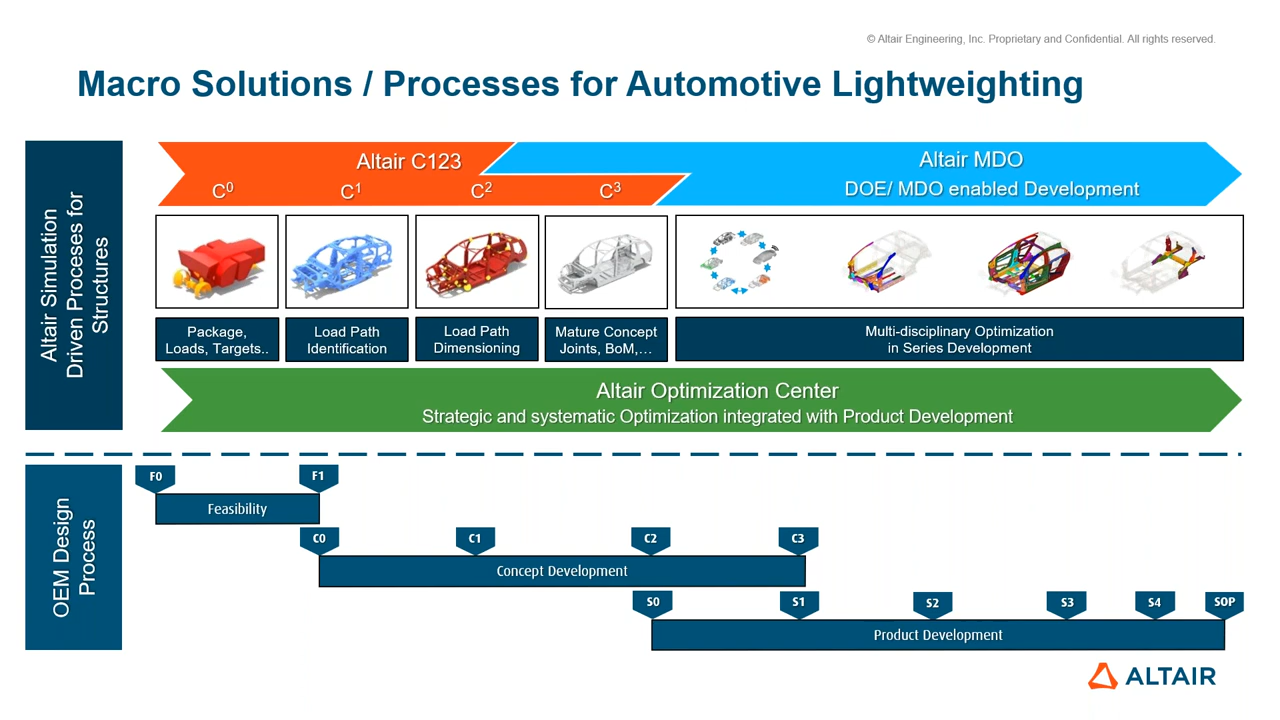 © Altair Engineering, Inc. Proprietary and Confidential. All rights reserved.
Macro Solutions / Processes for Automotive Lightweighting
Altair Simulation
Driven Processes for
Structures
Altair C123
C⁰ C¹ C² C³
Altair MDO
DOE/ MDO enabled Development
Package,
Loads, Targets..
Load Path
Identification
Load Path
Dimensioning
Mature Concept
Joints, BoM,...
Multi-disciplinary Optimization
in Series Development
Altair Optimization Center
Strategic and systematic Optimization integrated with Product Development
OEM Design
Process
F0 F1
Feasibility
C0 C1 C2 C3
Concept Development
S0 S1 S2 S3 S4 SOP
Product Development
ALTAIR